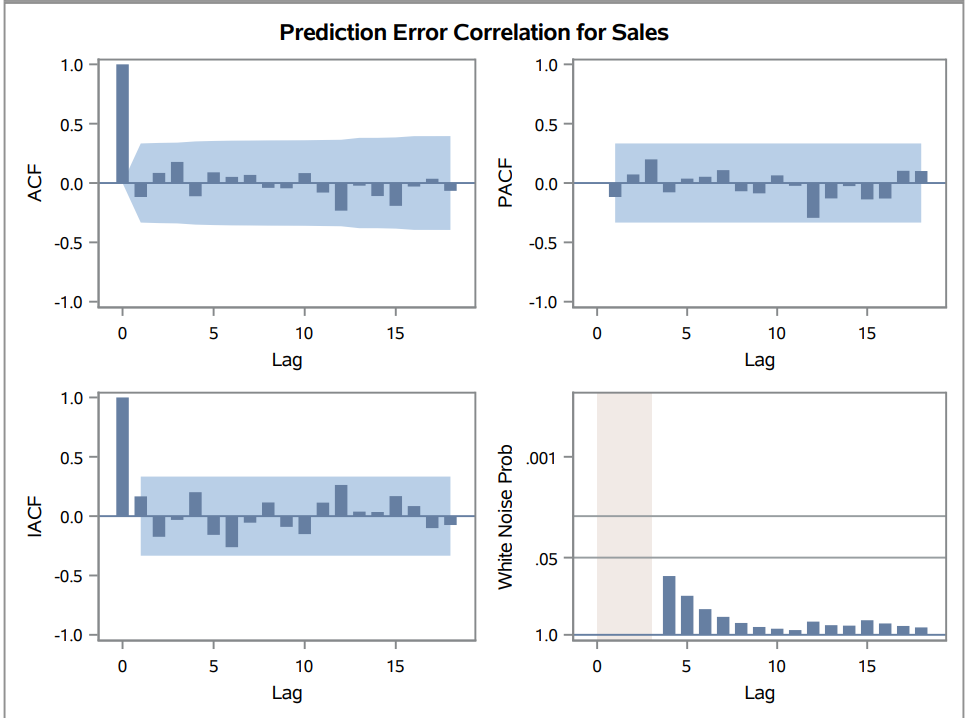 Prediction Error Correlation for Sales
1.0
0.5
0.0
-0.5
-1.0
ACF
0 5 10 15
Lag
1.0
0.5
0.0
-0.5
-1.0
PACF
0 5 10 15
Lag
1.0
0.5
0.0
-0.5
-1.0
IACF
0 5 10 15
Lag
.001
.05
1.0
White Noise Prob
0 5 10 15
Lag